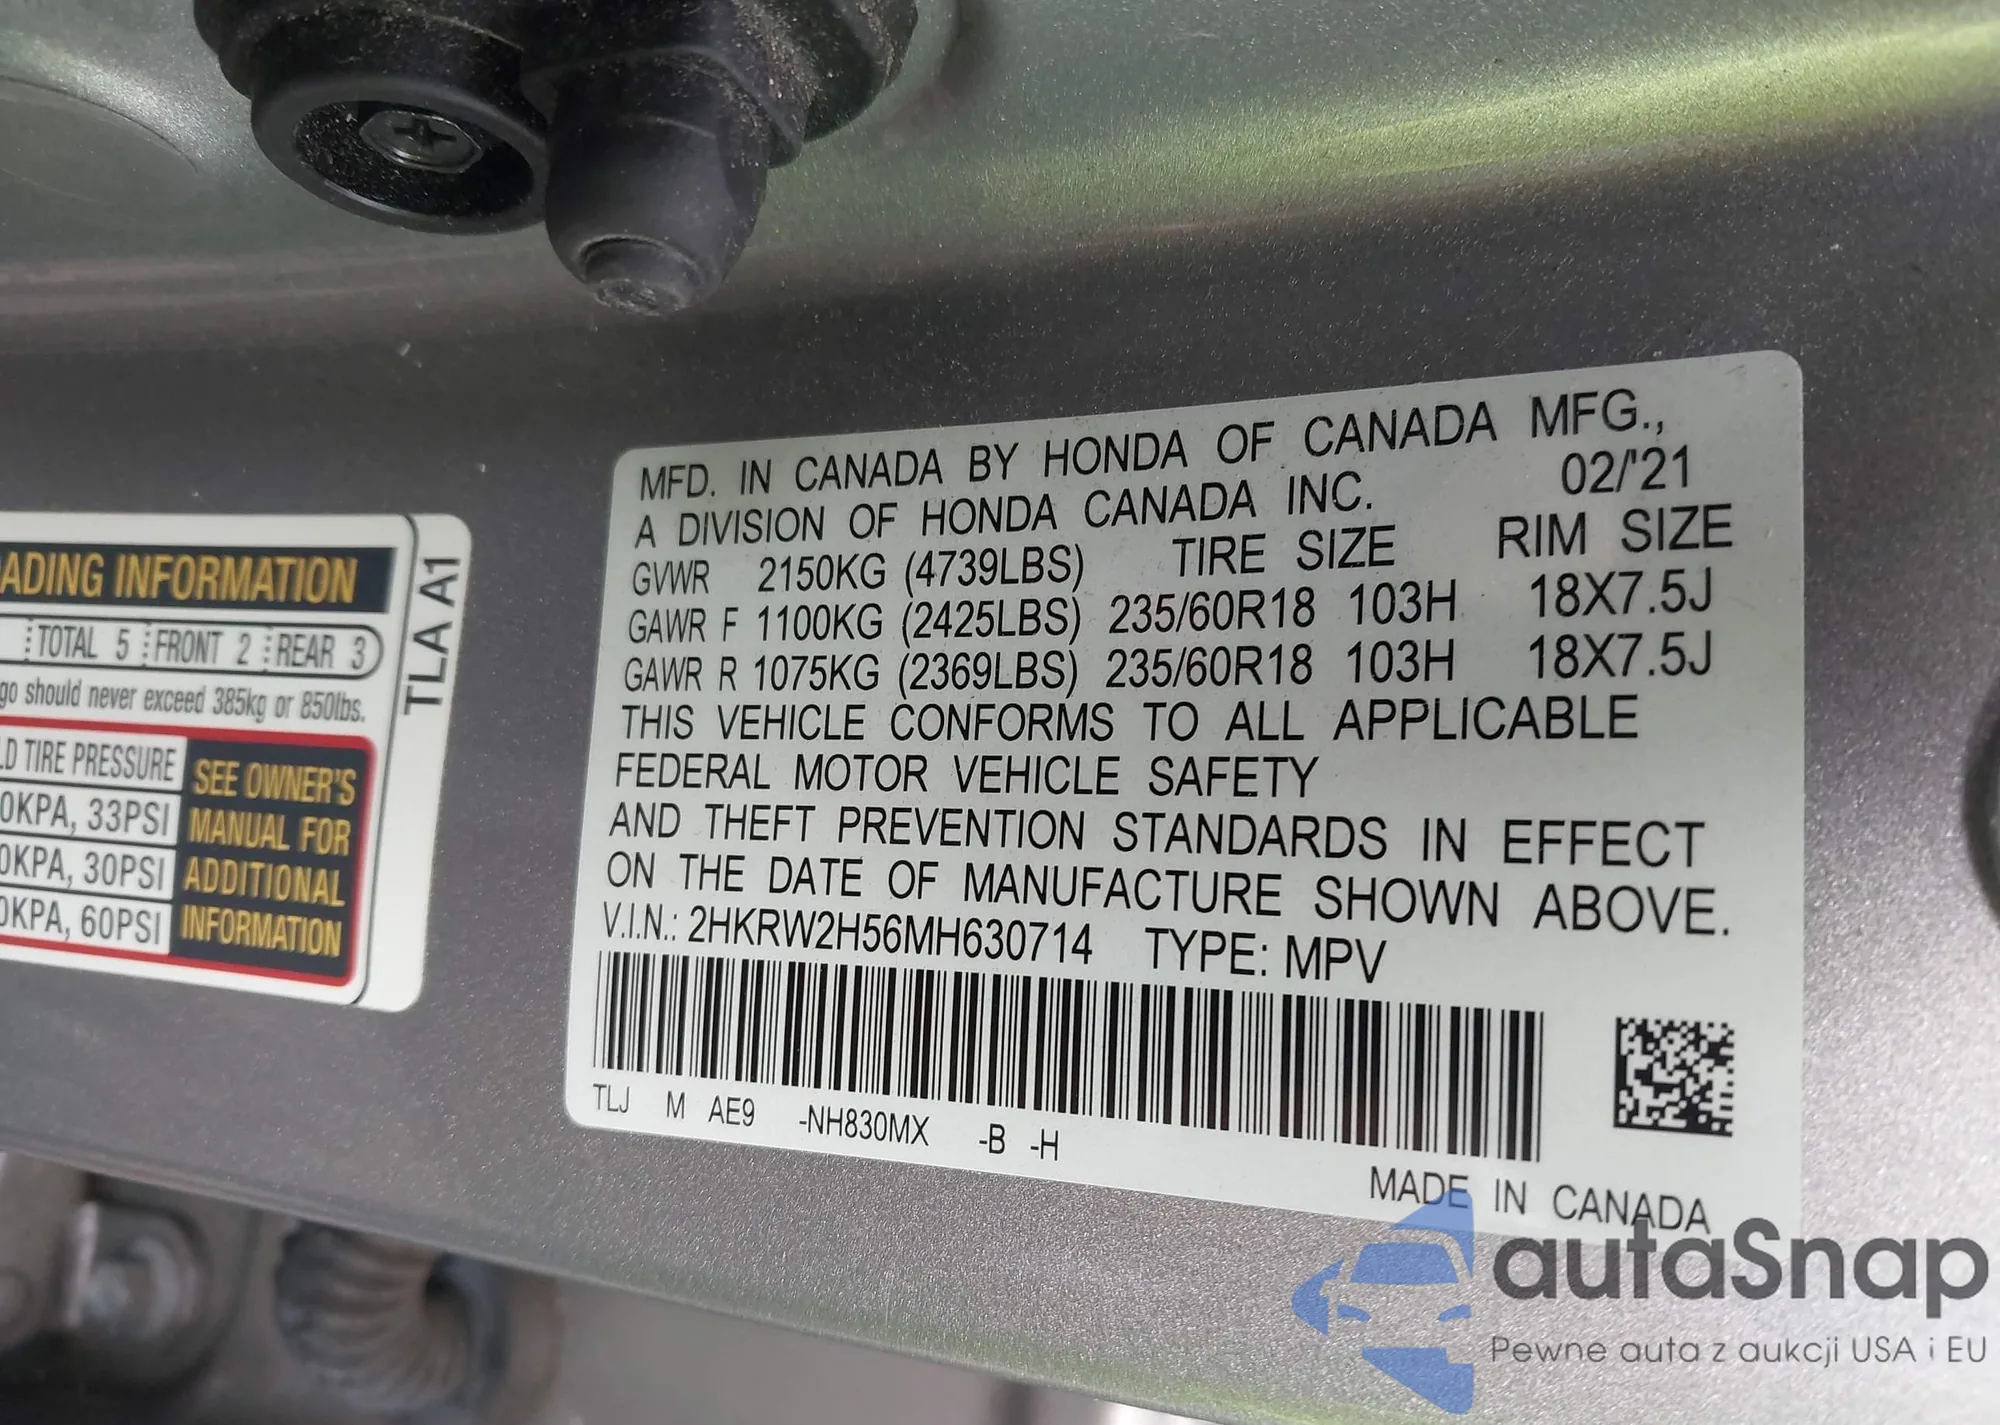 ADING INFORMATION
TOTAL 5 FRONT 2 REAR 3
go should never exceed 385kg or 850lbs.
LD TIRE PRESSURE
0KPA, 33PSI
0KPA, 30PSI
0KPA, 60PSI
SEE OWNER'S
MANUAL FOR
ADDITIONAL
INFORMATION
TLA A1
MFD. IN CANADA BY HONDA OF CANADA MFG.,
A DIVISION OF HONDA CANADA INC. 02/'21
GVWR 2150KG (4739LBS) TIRE SIZE RIM SIZE
GAWR F 1100KG (2425LBS) 235/60R18 103H 18X7.5J
GAWR R 1075KG (2369LBS) 235/60R18 103H 18X7.5J
THIS VEHICLE CONFORMS TO ALL APPLICABLE
FEDERAL MOTOR VEHICLE SAFETY
AND THEFT PREVENTION STANDARDS IN EFFECT
ON THE DATE OF MANUFACTURE SHOWN ABOVE.
V.I.N.: 2HKRW2H56MH630714 TYPE: MPV
TLJ M AE9 -NH830MX -B -H
MADE IN CANADA
autaSnap
Pewne auta z aukcji USA i EU